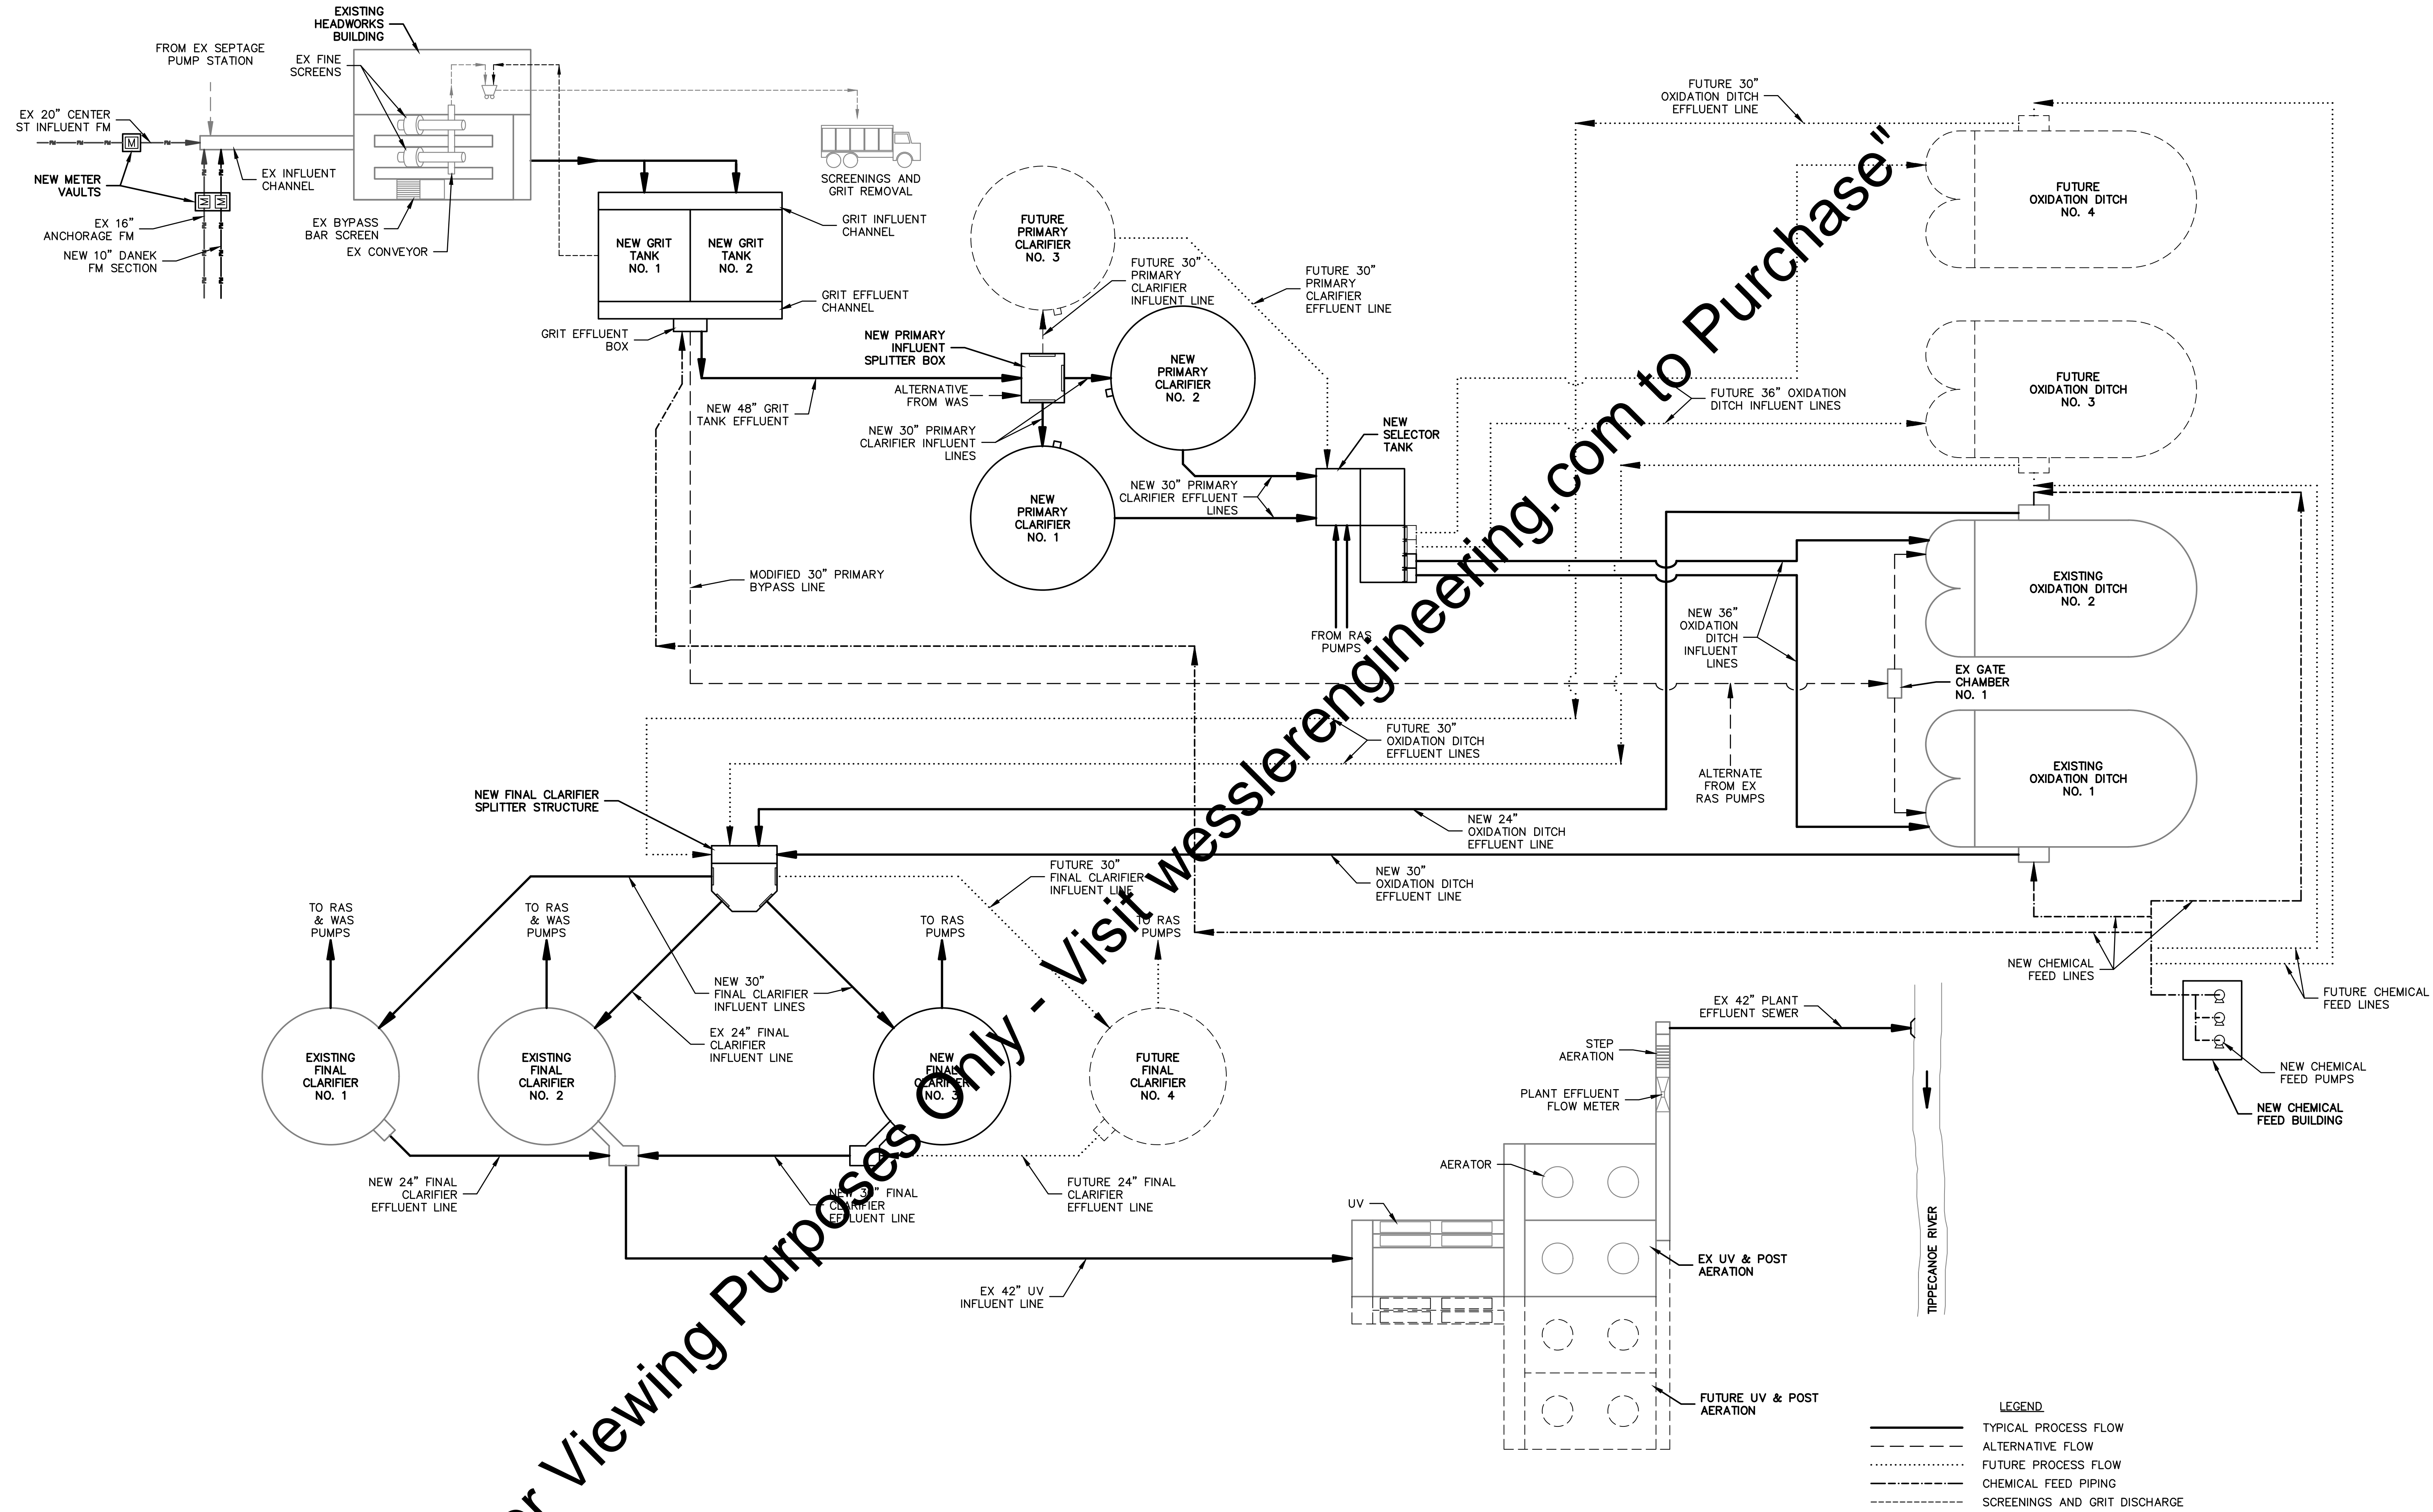 EXISTING
HEADWORKS
BUILDING
FROM EX SEPTAGE
PUMP STATION
EX FINE
SCREENS
EX 20" CENTER
ST INFLUENT FM
M
NEW METER
VAULTS
M M
EX INFLUENT
CHANNEL
EX 16"
ANCHORAGE FM
NEW 10" DANEK
FM SECTION
EX BYPASS
BAR SCREEN
EX CONVEYOR
SCREENINGS AND
GRIT REMOVAL
NEW GRIT
TANK
NO. 1
NEW GRIT
TANK
NO. 2
GRIT INFLUENT
CHANNEL
GRIT EFFLUENT
CHANNEL
GRIT EFFLUENT
BOX
NEW PRIMARY
INFLUENT
SPLITTER BOX
ALTERNATIVE
FROM WAS
NEW 48" GRIT
TANK EFFLUENT
NEW 30" PRIMARY
CLARIFIER INFLUENT
LINES
FUTURE
PRIMARY
CLARIFIER
NO. 3
FUTURE 30"
PRIMARY
CLARIFIER
INFLUENT LINE
FUTURE 30"
PRIMARY
CLARIFIER
EFFLUENT LINE
NEW
PRIMARY
CLARIFIER
NO. 2
NEW
PRIMARY
CLARIFIER
NO. 1
NEW 30" PRIMARY
CLARIFIER EFFLUENT
LINES
NEW
SELECTOR
TANK
FROM RAS
PUMPS
MODIFIED 30" PRIMARY
BYPASS LINE
FUTURE 30"
OXIDATION DITCH
EFFLUENT LINE
FUTURE
OXIDATION DITCH
NO. 4
FUTURE
OXIDATION DITCH
NO. 3
FUTURE 36" OXIDATION
DITCH INFLUENT LINES
EXISTING
OXIDATION DITCH
NO. 2
NEW 36"
OXIDATION
DITCH
INFLUENT
LINES
EX GATE
CHAMBER
NO. 1
EXISTING
OXIDATION DITCH
NO. 1
ALTERNATE
FROM EX
RAS PUMPS
FUTURE 30"
OXIDATION DITCH
EFFLUENT LINES
NEW FINAL CLARIFIER
SPLITTER STRUCTURE
NEW 24"
OXIDATION DITCH
EFFLUENT LINE
NEW 30"
OXIDATION DITCH
EFFLUENT LINE
FUTURE 30"
FINAL CLARIFIER
INFLUENT LINE
TO RAS
& WAS
PUMPS
TO RAS
& WAS
PUMPS
TO RAS
PUMPS
TO RAS
PUMPS
NEW 30"
FINAL CLARIFIER
INFLUENT LINES
EX 24" FINAL
CLARIFIER
INFLUENT LINE
EXISTING
FINAL
CLARIFIER
NO. 1
EXISTING
FINAL
CLARIFIER
NO. 2
NEW
FINAL
CLARIFIER
NO. 3
FUTURE
FINAL
CLARIFIER
NO. 4
NEW 24" FINAL
CLARIFIER
EFFLUENT LINE
NEW FINAL
CLARIFIER
EFFLUENT LINE
FUTURE 24" FINAL
CLARIFIER
EFFLUENT LINE
EX 42" UV
INFLUENT LINE
NEW CHEMICAL
FEED LINES
FUTURE CHEMICAL
FEED LINES
NEW CHEMICAL
FEED PUMPS
NEW CHEMICAL
FEED BUILDING
EX 42" PLANT
EFFLUENT SEWER
STEP
AERATION
PLANT EFFLUENT
FLOW METER
AERATOR
UV
EX UV & POST
AERATION
FUTURE UV & POST
AERATION
TIPPECANOE RIVER
LEGEND
TYPICAL PROCESS FLOW
ALTERNATIVE FLOW
FUTURE PROCESS FLOW
CHEMICAL FEED PIPING
SCREENINGS AND GRIT DISCHARGE
Viewing Purposes Only - Visit wesslerengineering.com to Purchase"